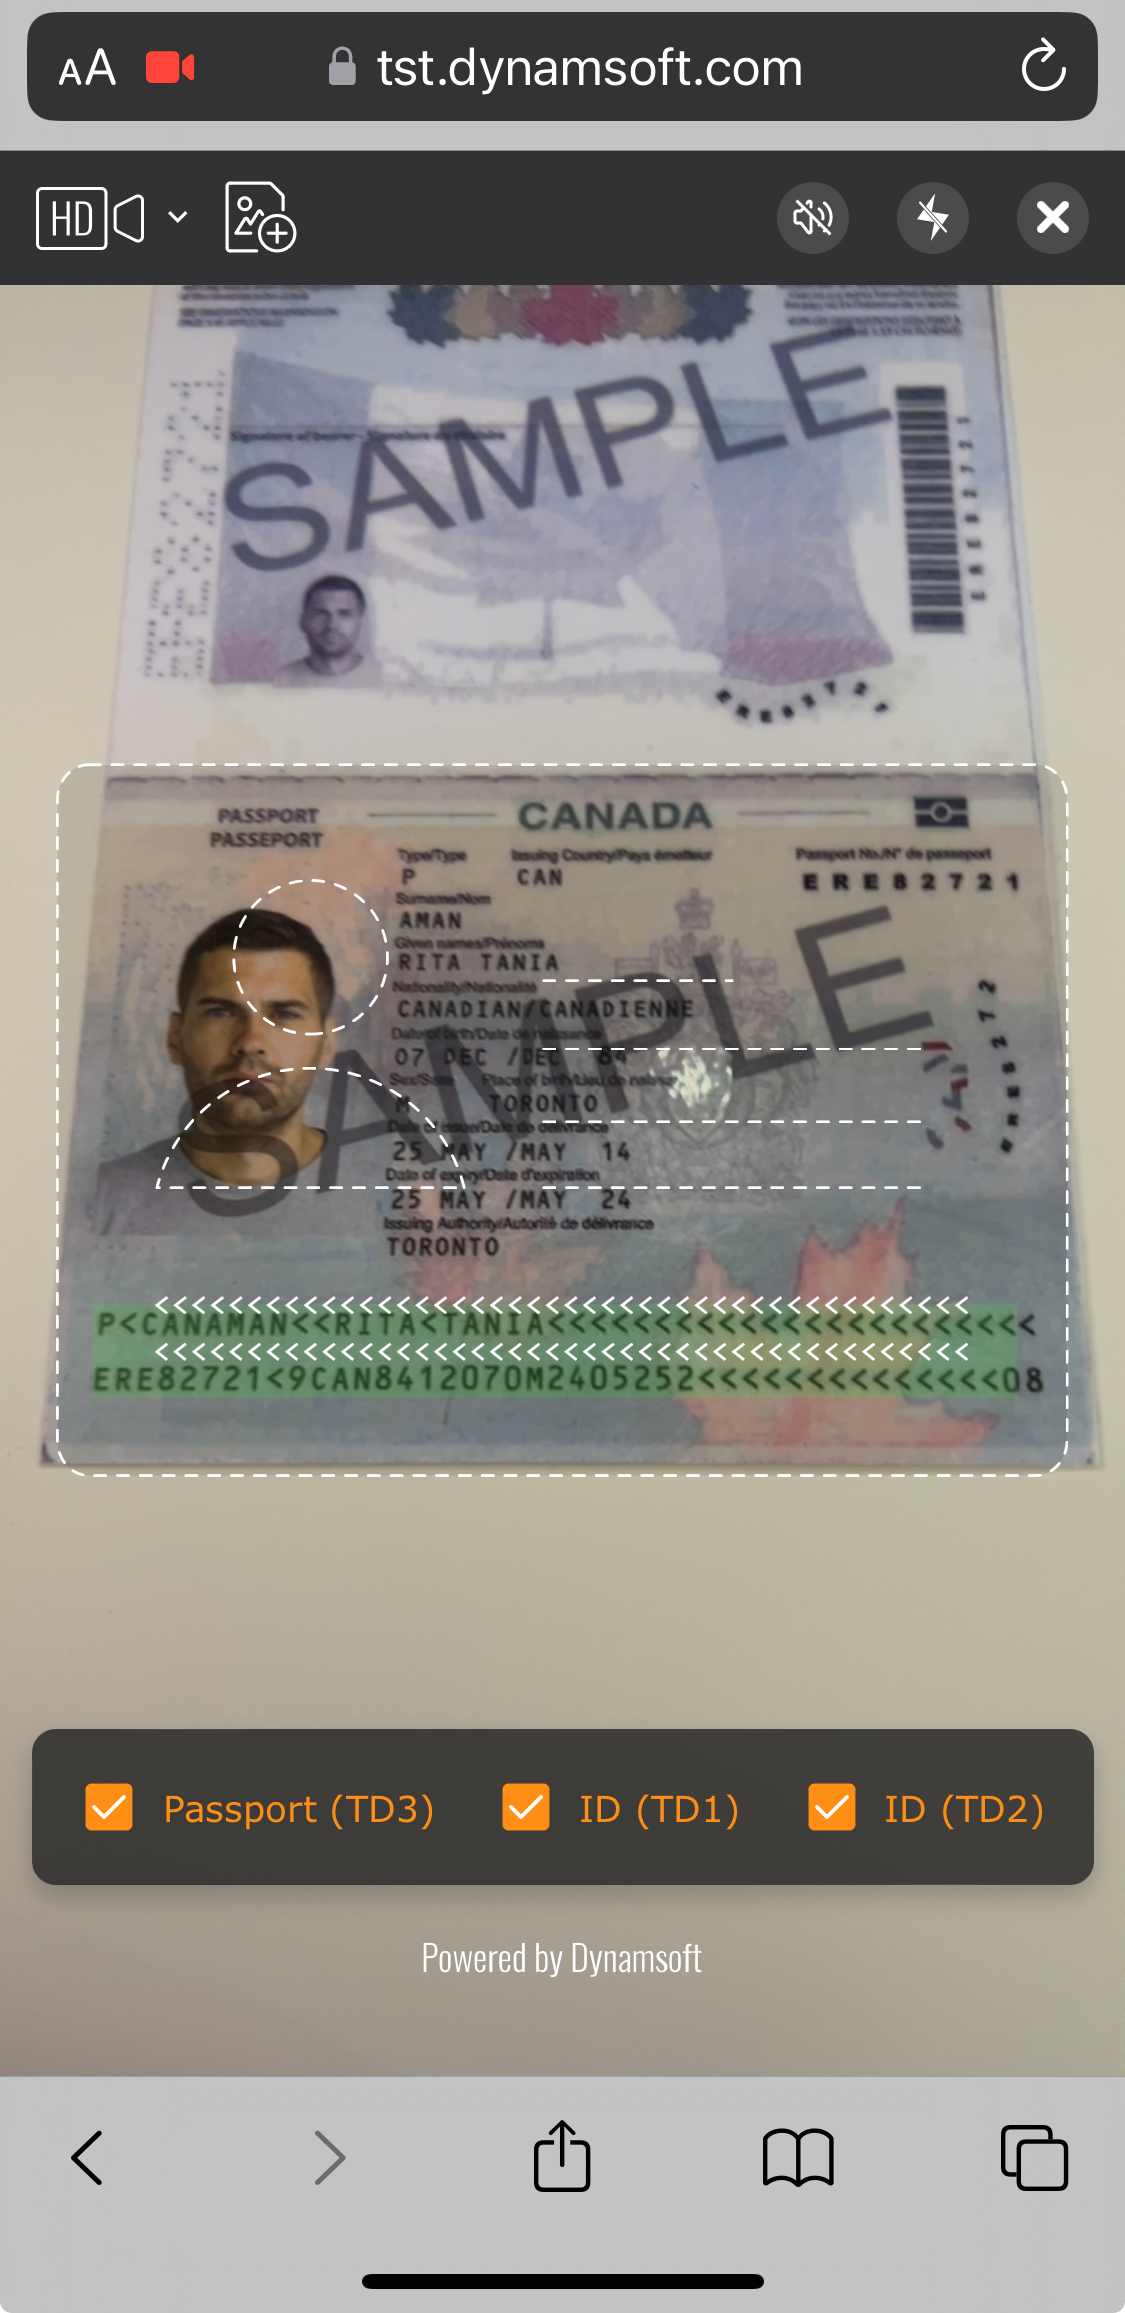 AA tst.dynamsoft.com
HD
SAMPLE
Signature of bearer - Signature du titulaire
ERE82721
ERE82721
PASSPORT
PASSEPORT
CANADA
Type/Type Issuing Country/Pays émetteur Passport No./N° de passeport
P CAN ERE82721
Surname/Nom
AMAN
Given names/Prénoms
RITA TANIA
Nationality/Nationalité
CANADIAN/CANADIENNE
Date of birth/Date de naissance
07 DEC /DEC 84
Sex/Sexe Place of birth/Lieu de naissance
M TORONTO
Date of issue/Date de délivrance
25 MAY /MAY 14
Date of expiry/Date d'expiration
25 MAY /MAY 24
Issuing Authority/Autorité de délivrance
TORONTO
SAMPLE
ERE8272
P<CANAMAN<<RITA<TANIA<<<<<<<<<<<<<<<<<<<<<<<
ERE82721<9CAN8412070M2405252<<<<<<<<<<<<<<08
Passport (TD3) ID (TD1) ID (TD2)
Powered by Dynamsoft